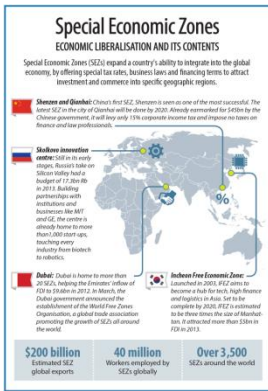 Special Economic Zones
ECONOMIC LIBERALISATION AND ITS CONTENTS
Special Economic Zones (SEZs) expand a country's ability to integrate into the global
economy, by offering special tax rates, business laws and financing terms to attract
investment and commerce into specific geographic regions.
Shenzen and Qianhai: China's first SEZ, Shenzen is seen as one of the most successful. The
latest SEZ in the city of Qianhai will be done by 2020. Already earmarked for $45bn by the
Chinese government, it will levy only 15% corporate income tax and impose no taxes on
finance and law professionals.
Skolkovo innovation
centre: Still in its early
stages, Russia's take on
Silicon Valley had a
budget of 17.3bn Rb
in 2013. Building
partnerships with
institutions and
businesses like MIT
and GE, the centre is
already home to more
than 1,000 start-ups,
touching every
industry from biotech
to robotics.
%
Dubai: Dubai is home to more than
20 SEZs, helping the Emirates' inflow of
FDI to $9.6bn in 2012. In March, the
Dubai government announced the
establishment of the World Free Zones
Organization, a global trade association
promoting the growth of SEZs all around
the world.
Incheon Free Economic Zone:
Launched in 2003, IFEZ aims to
become a hub for tech, high finance
and logistics in Asia. Set to be
complete by 2020, IFEZ is estimated
to be three times the size of Manhat-
tan. It attracted more than $5bn
FDI in 2013.
$200 billion
Estimated SEZ
global exports
40 million
Workers employed by
SEZs globally
Over 3,500
SEZs around the world